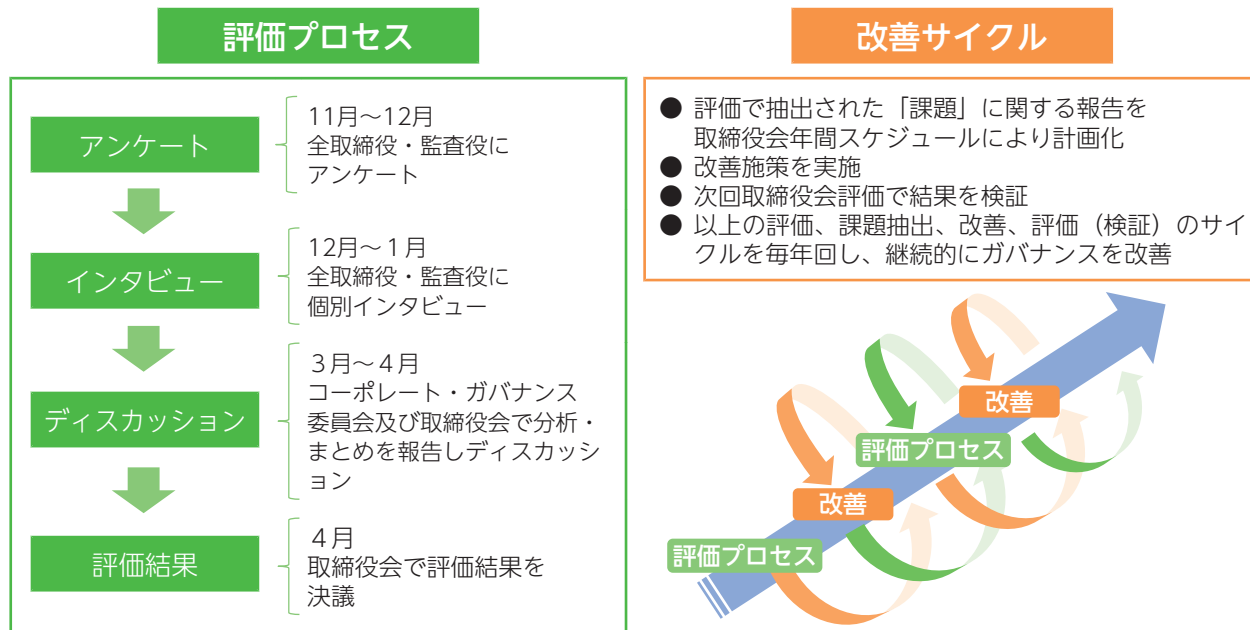 評価プロセス
アンケート
11月～12月
全取締役・監査役に
アンケート
インタビュー
12月～１月
全取締役・監査役に
個別インタビュー
ディスカッション
３月～４月
コーポレート・ガバナンス
委員会及び取締役会で分析・
まとめを報告しディスカッシ
ョン
評価結果
４月
取締役会で評価結果を
決議
改善サイクル
● 評価で抽出された「課題」に関する報告を
取締役会年間スケジュールにより計画化
● 改善施策を実施
● 次回取締役会評価で結果を検証
● 以上の評価、課題抽出、改善、評価（検証）のサイ
クルを毎年回し、継続的にガバナンスを改善
改善
評価プロセス
改善
評価プロセス